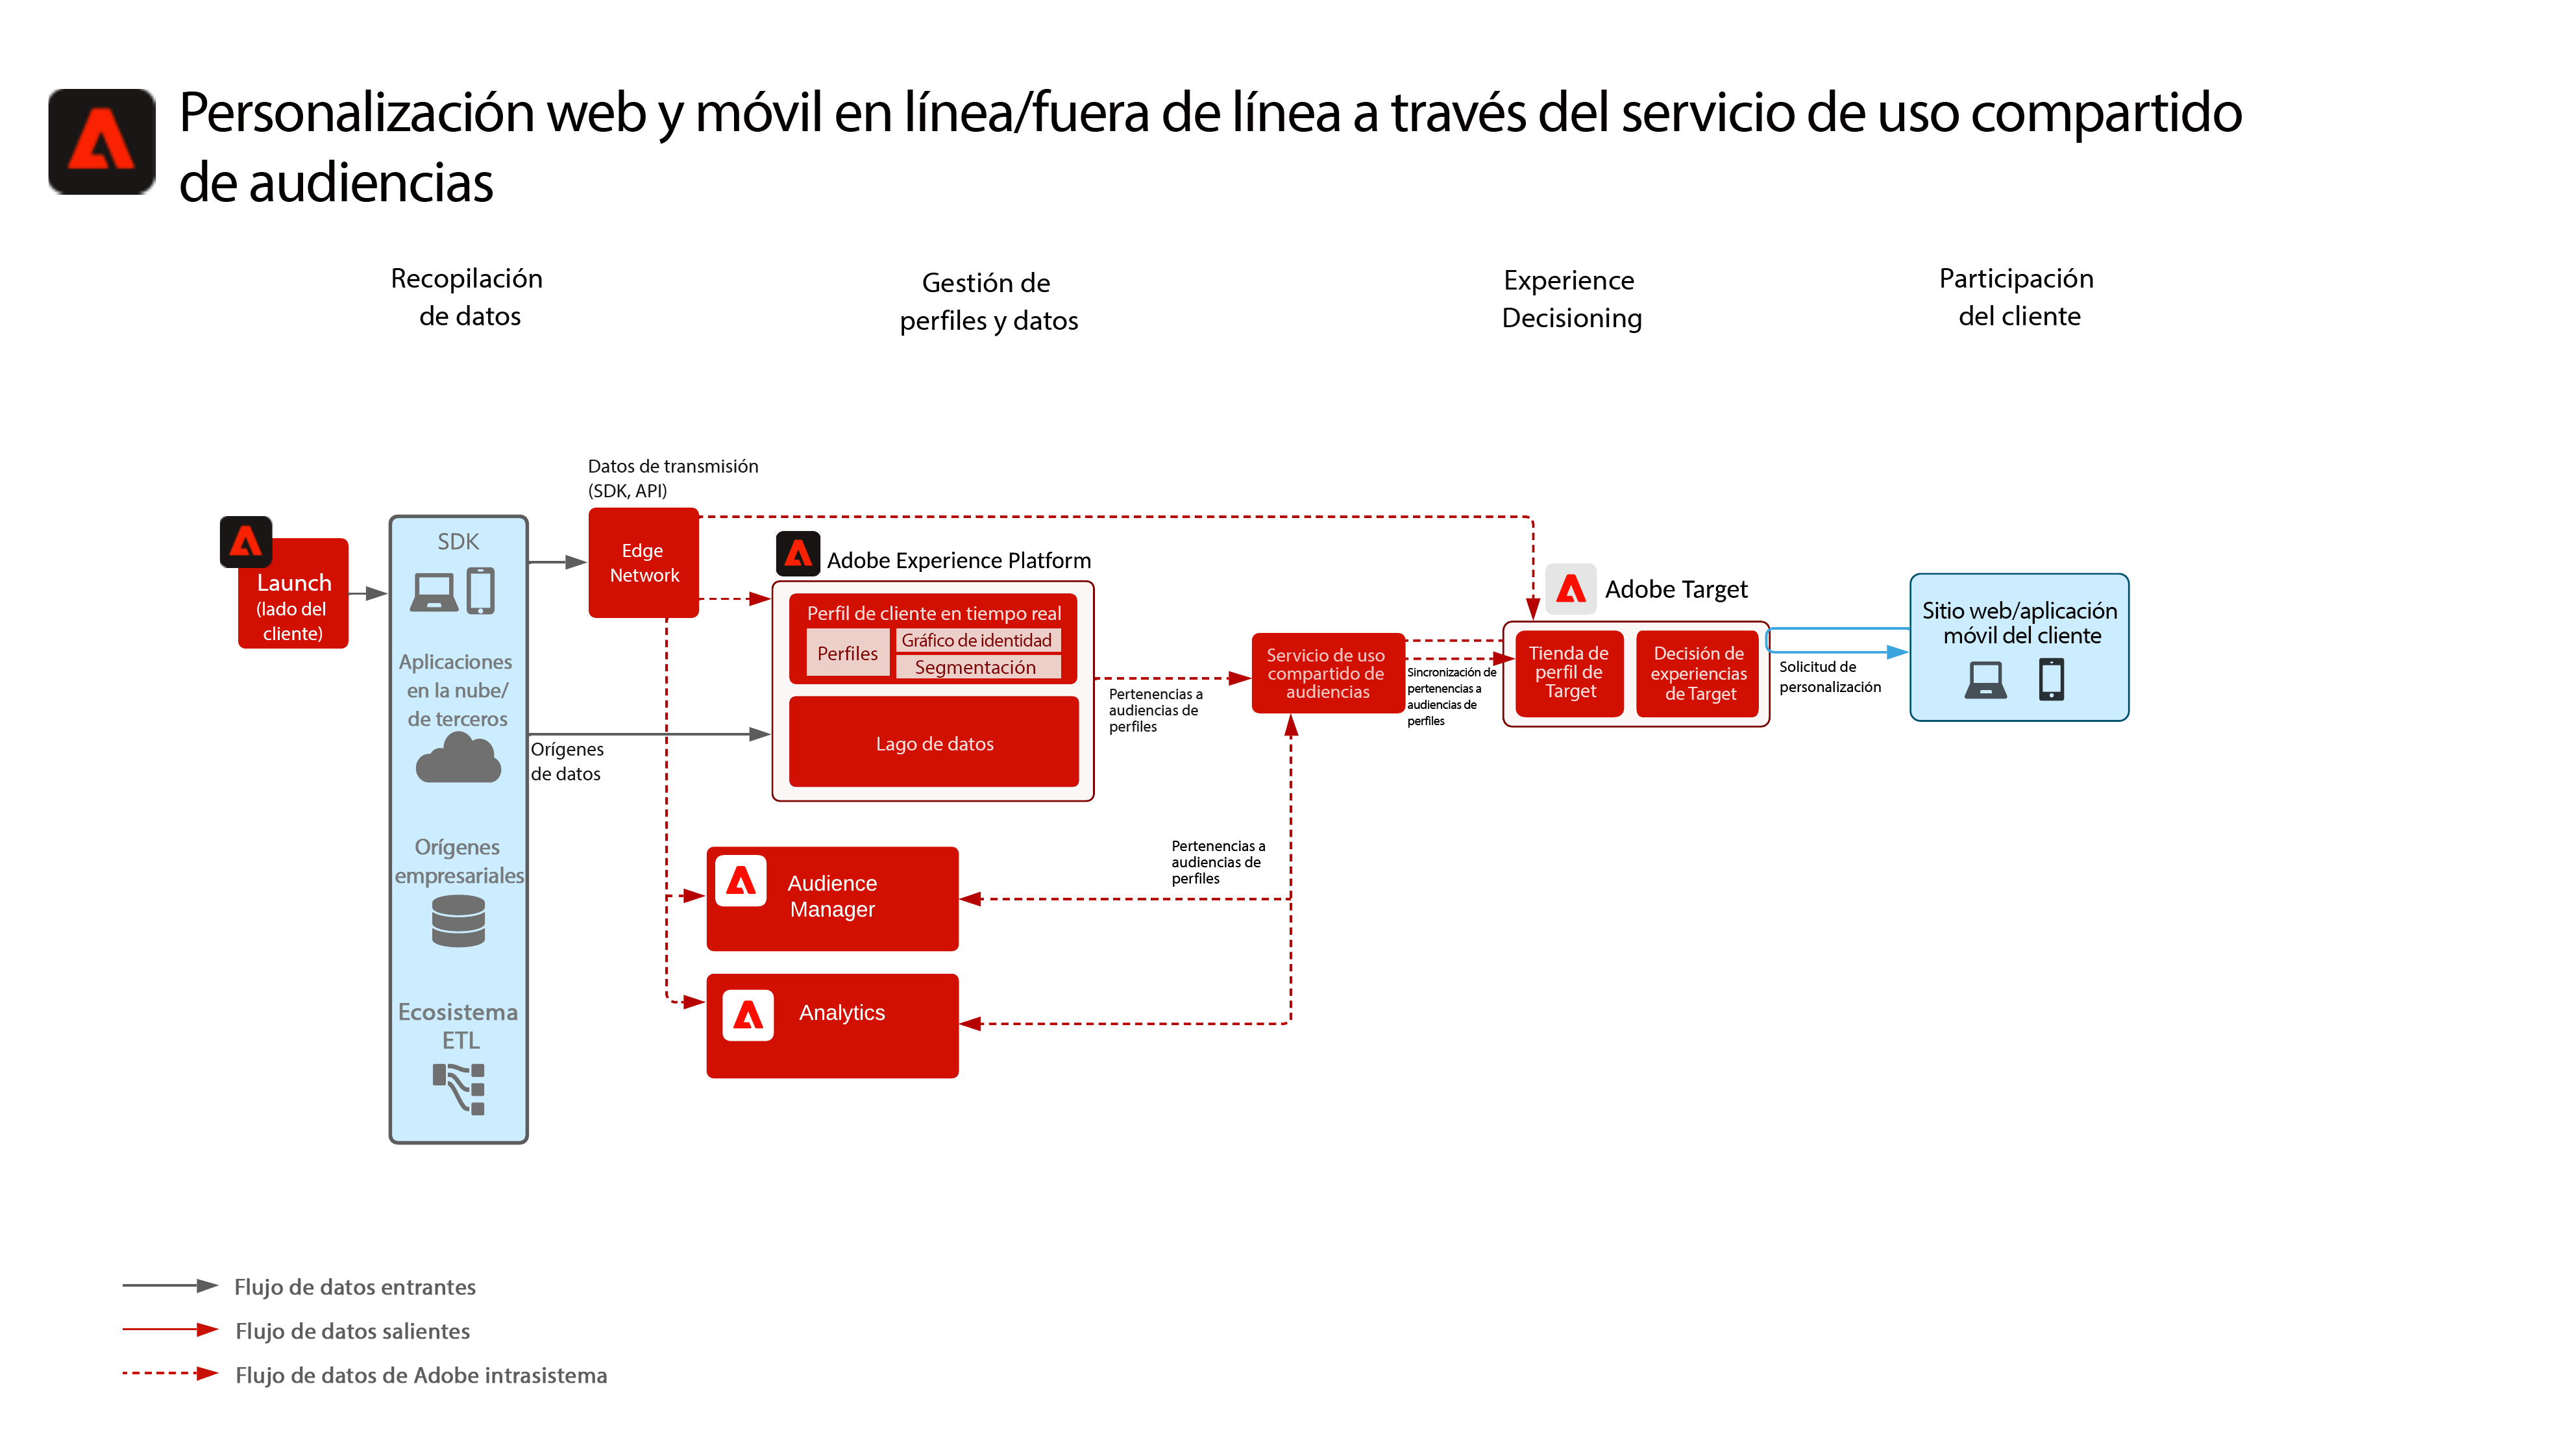 Personalización web y móvil en línea/fuera de línea a través del servicio de uso compartido
de audiencias
Recopilación
de datos
Gestión de
perfiles y datos
Experience
Decisioning
Participación
del cliente
Datos de transmisión
(SDK, API)
Launch
(lado del
cliente)
SDK
Aplicaciones
en la nube/
de terceros
Orígenes
empresariales
Ecosistema
ETL
Edge
Network
Orígenes
de datos
Adobe Experience Platform
Perfil de cliente en tiempo real
Perfiles
Gráfico de identidad
Segmentación
Lago de datos
Audience
Manager
Analytics
Pertenencias a
audiencias de
perfiles
Pertenencias a
audiencias de
perfiles
Servicio de uso
compartido de
audiencias
Sincronización de
pertenencias a
audiencias de
perfiles
Adobe Target
Tienda de
perfil de
Target
Decisión de
experiencias
de Target
Solicitud de
personalización
Sitio web/aplicación
móvil del cliente
Flujo de datos entrantes
Flujo de datos salientes
Flujo de datos de Adobe intrasistema